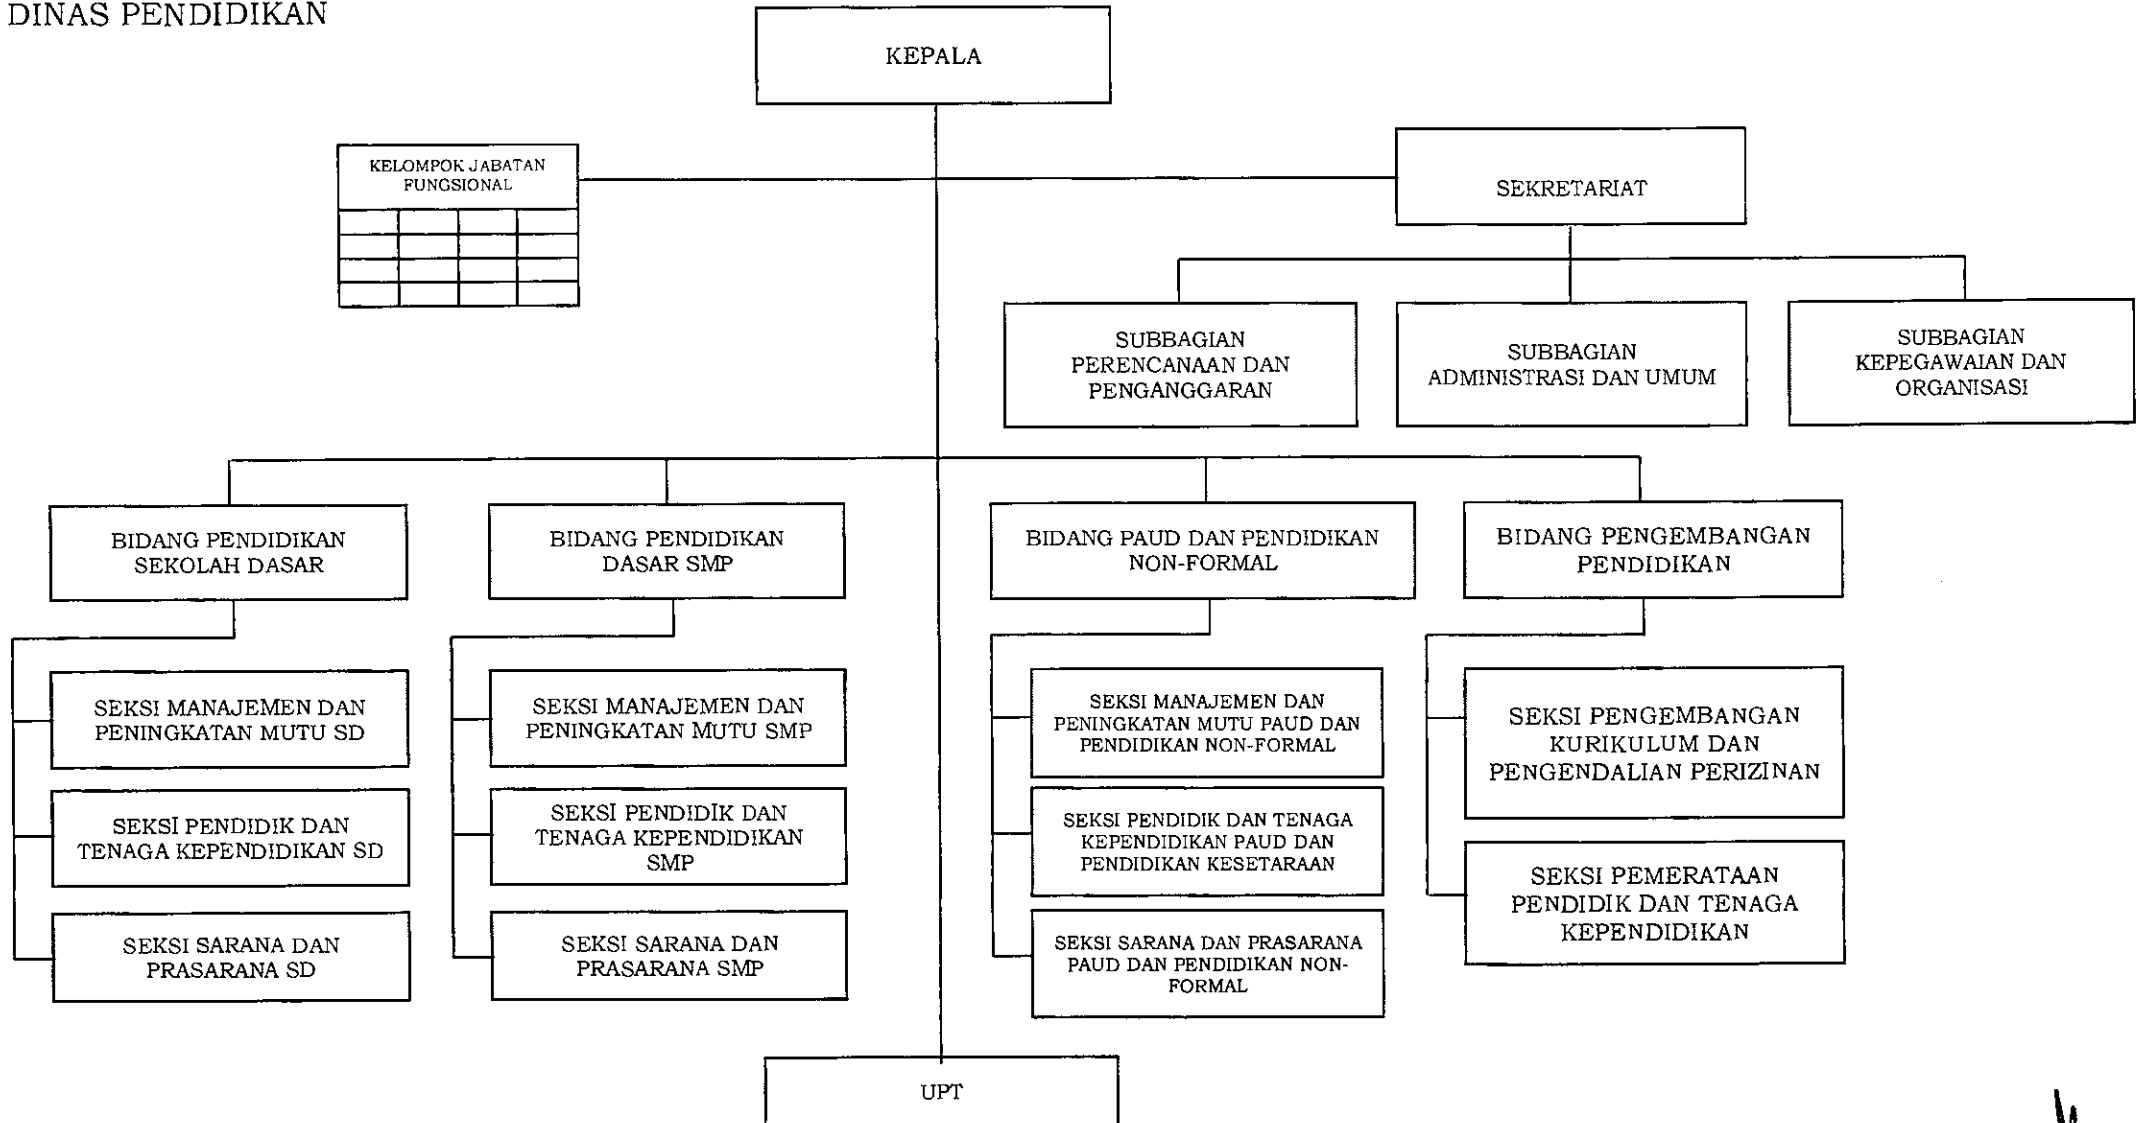 DINAS PENDIDIKAN
KEPALA
KELOMPOK JABATAN
FUNGSIONAL
SEKRETARIAT
SUBBAGIAN
PERENCANAAN DAN
PENGANGGARAN
SUBBAGIAN
ADMINISTRASI DAN UMUM
SUBBAGIAN
KEPEGAWAIAN DAN
ORGANISASI
BIDANG PENDIDIKAN
SEKOLAH DASAR
BIDANG PENDIDIKAN
DASAR SMP
BIDANG PAUD DAN PENDIDIKAN
NON-FORMAL
BIDANG PENGEMBANGAN
PENDIDIKAN
SEKSI MANAJEMEN DAN
PENINGKATAN MUTU SD
SEKSI PENDIDIK DAN
TENAGA KEPENDIDIKAN SD
SEKSI SARANA DAN
PRASARANA SD
SEKSI MANAJEMEN DAN
PENINGKATAN MUTU SMP
SEKSI PENDIDIK DAN
TENAGA KEPENDIDIKAN
SMP
SEKSI SARANA DAN
PRASARANA SMP
SEKSI MANAJEMEN DAN
PENINGKATAN MUTU PAUD DAN
PENDIDIKAN NON-FORMAL
SEKSI PENDIDIK DAN TENAGA
KEPENDIDIKAN PAUD DAN
PENDIDIKAN KESETARAAN
SEKSI SARANA DAN PRASARANA
PAUD DAN PENDIDIKAN NON-
FORMAL
SEKSI PENGEMBANGAN
KURIKULUM DAN
PENGENDALIAN PERIZINAN
SEKSI PEMERATAAN
PENDIDIK DAN TENAGA
KEPENDIDIKAN
UPT